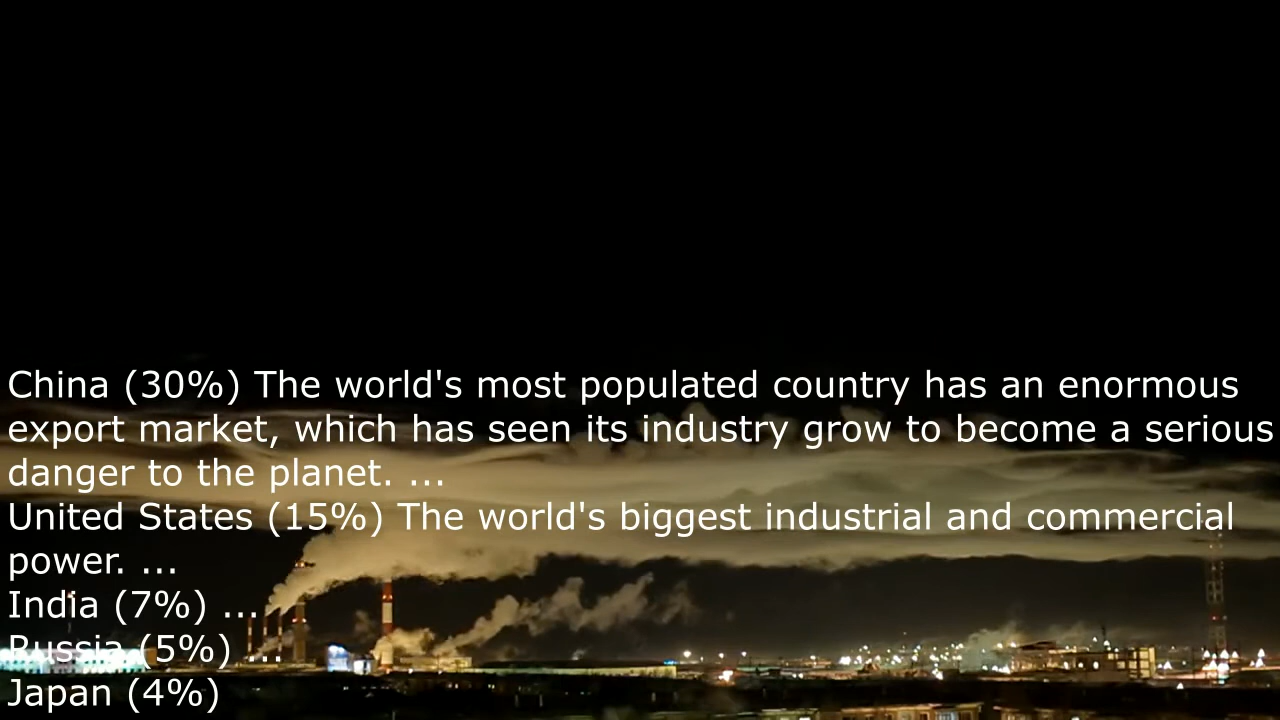 China (30%) The world's most populated country has an enormous
export market, which has seen its industry grow to become a serious
danger to the planet. ...
United States (15%) The world's biggest industrial and commercial
power. ...
India (7%) ...
Russia (5%) ...
Japan (4%)